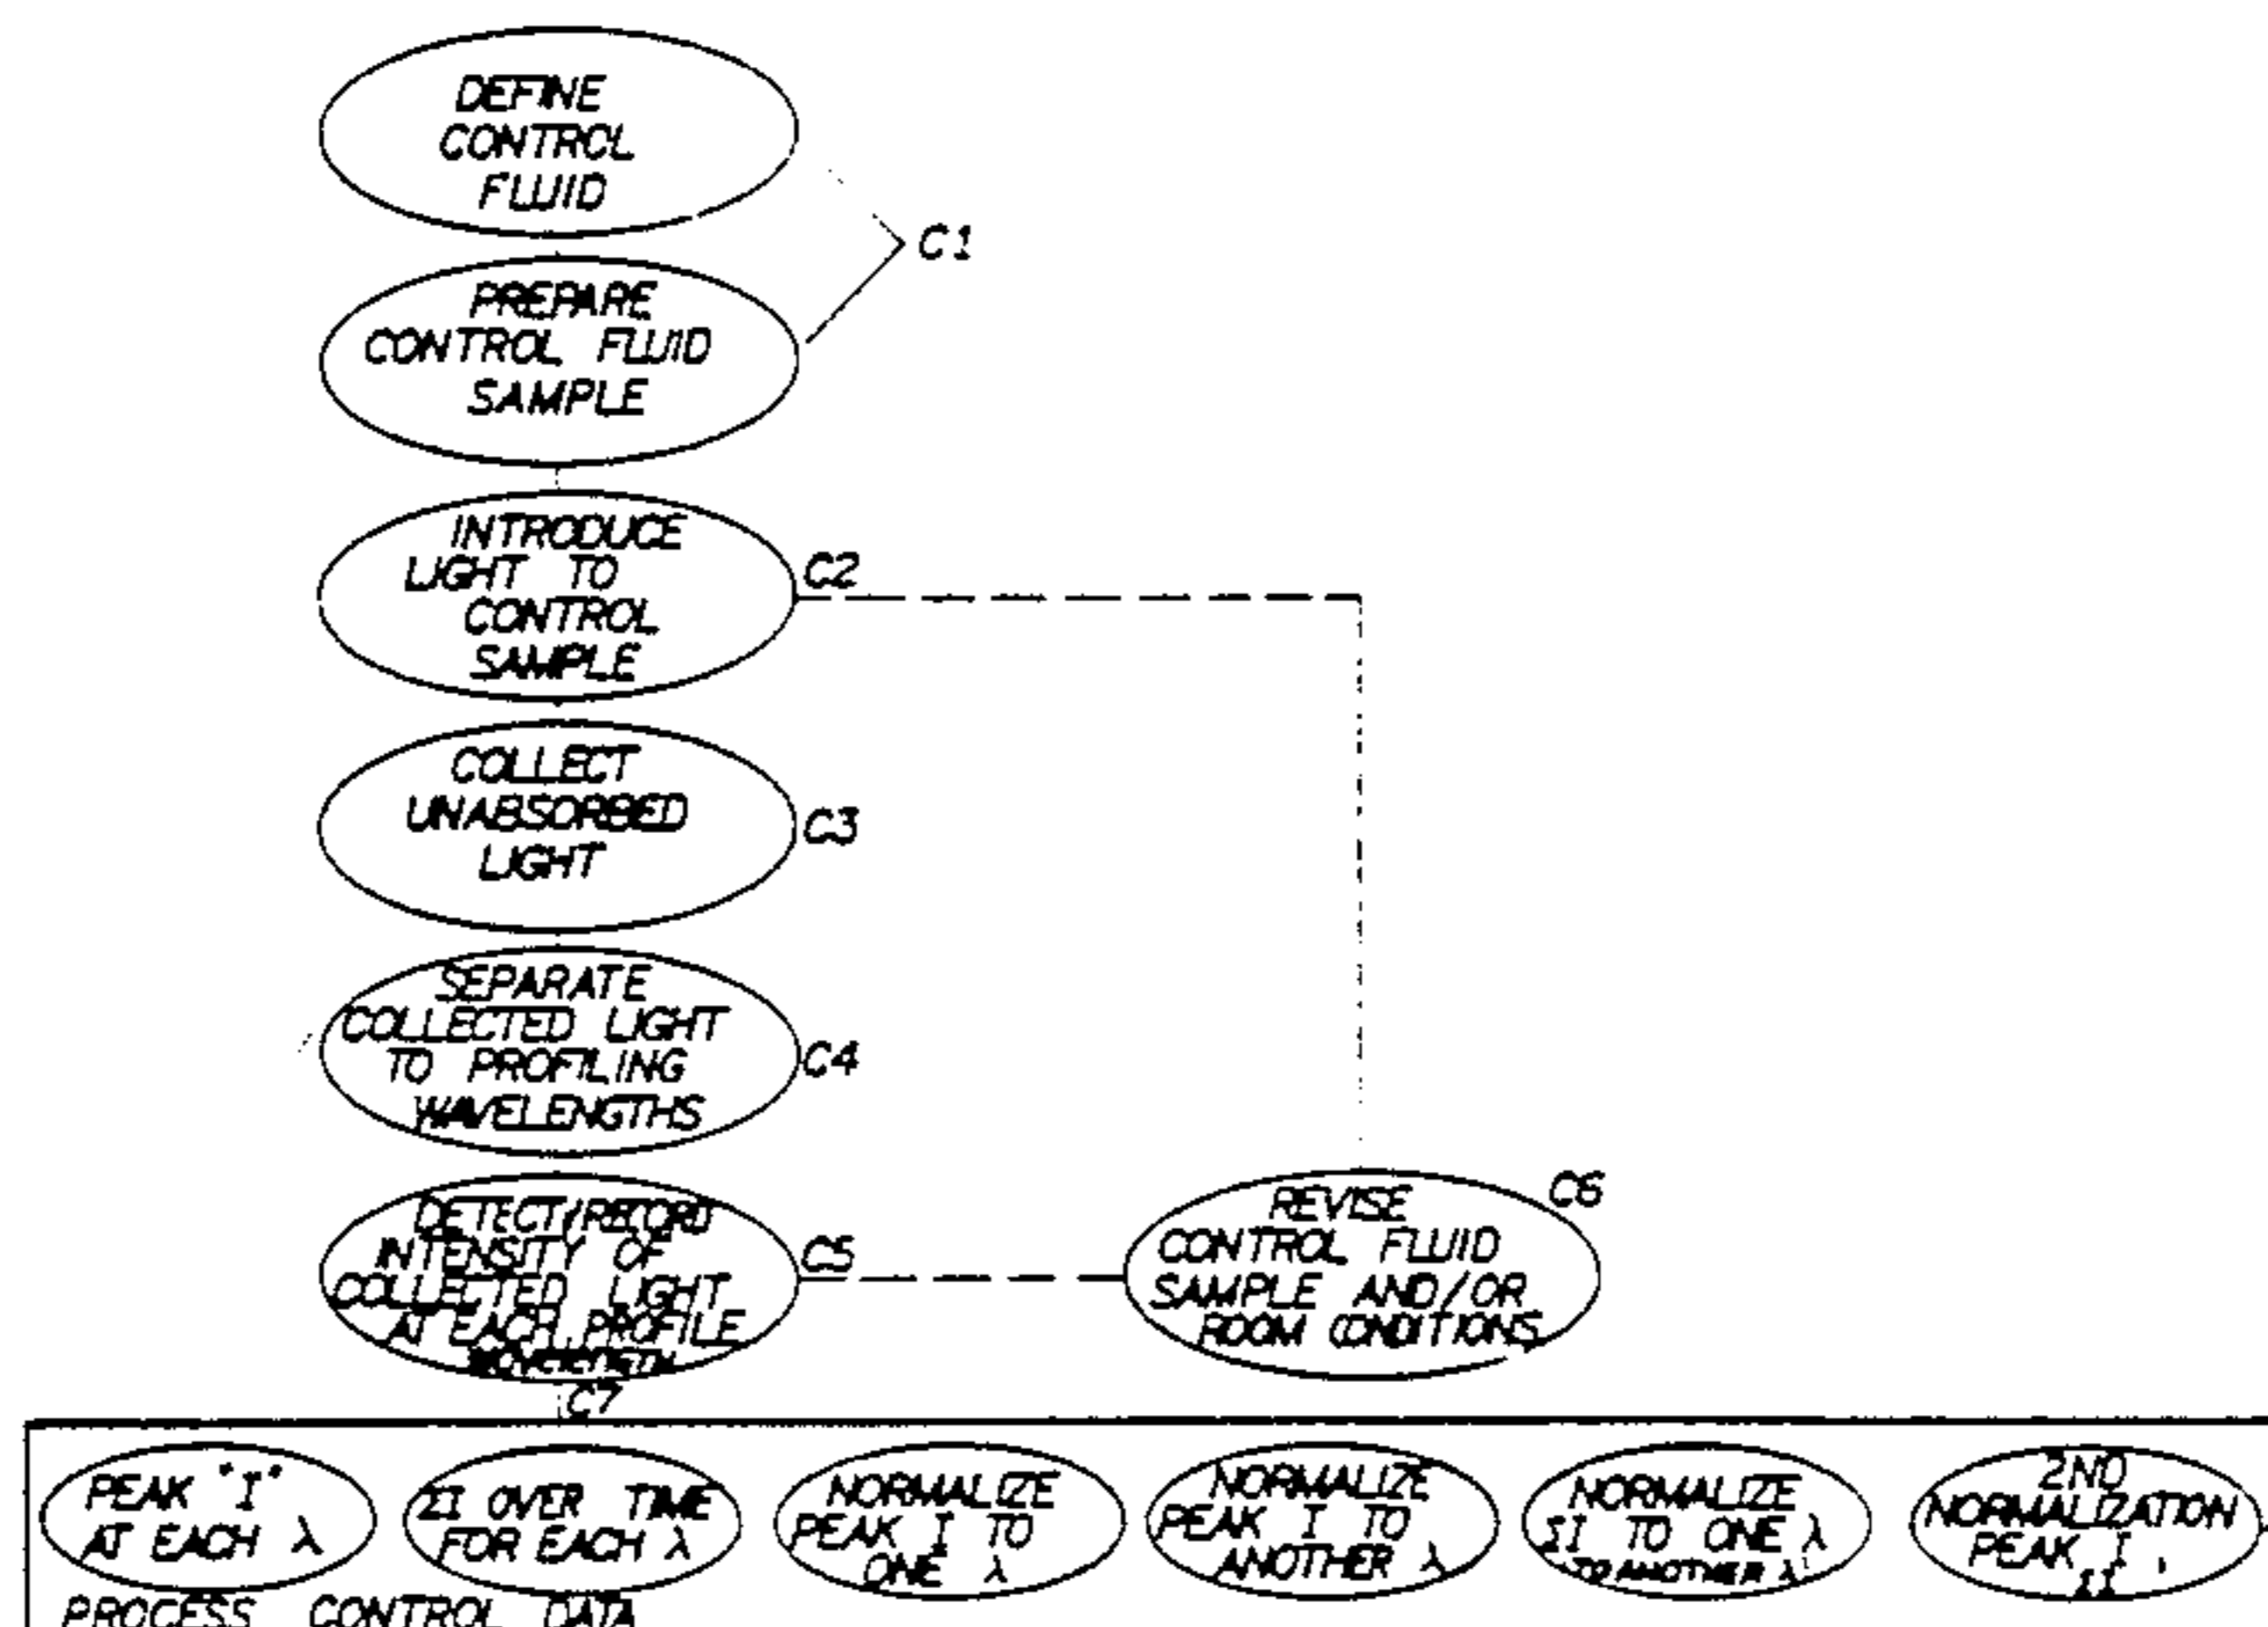 DEFINE
CONTROL
FLUID
C1
PREPARE
CONTROL FLUID
SAMPLE
INTRODUCE
LIGHT TO
CONTROL
SAMPLE
C2
COLLECT
UNABSORBED
LIGHT
C3
SEPARATE
COLLECTED LIGHT
TO PROFILING
WAVELENGTHS
C4
DETECT/RECORD
INTENSITY OF
COLLECTED LIGHT
AT EACH PROFILE
WAVELENGTH
C5
REVISE
CONTROL FLUID
SAMPLE AND/OR
ROOM CONDITIONS
C6
C7
PEAK "I"
AT EACH λ
ΣI OVER TIME
FOR EACH λ
NORMALIZE
PEAK I TO
ONE λ
NORMALIZE
PEAK I TO
ANOTHER λ
NORMALIZE
ΣI TO ONE λ
TO ANOTHER λ
2ND
NORMALIZATION
PEAK I,
ΣI
PROCESS CONTROL DATA